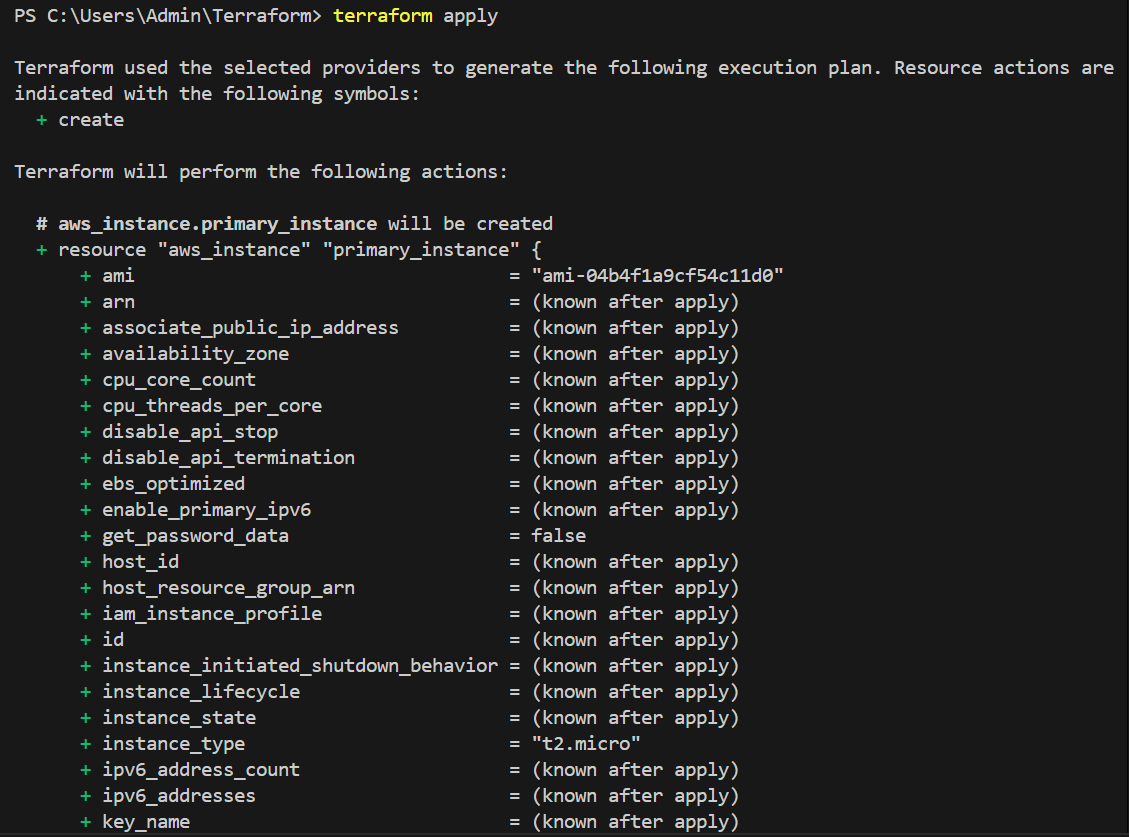 PS C:\Users\Admin\Terraform> terraform apply
Terraform used the selected providers to generate the following execution plan. Resource actions are
indicated with the following symbols:
+ create
Terraform will perform the following actions:
# aws_instance.primary_instance will be created
+ resource "aws_instance" "primary_instance" {
+ ami = "ami-04b4f1a9cf54c11d0"
+ arn = (known after apply)
+ associate_public_ip_address = (known after apply)
+ availability_zone = (known after apply)
+ cpu_core_count = (known after apply)
+ cpu_threads_per_core = (known after apply)
+ disable_api_stop = (known after apply)
+ disable_api_termination = (known after apply)
+ ebs_optimized = (known after apply)
+ enable_primary_ipv6 = (known after apply)
+ get_password_data = false
+ host_id = (known after apply)
+ host_resource_group_arn = (known after apply)
+ iam_instance_profile = (known after apply)
+ id = (known after apply)
+ instance_initiated_shutdown_behavior = (known after apply)
+ instance_lifecycle = (known after apply)
+ instance_state = (known after apply)
+ instance_type = "t2.micro"
+ ipv6_address_count = (known after apply)
+ ipv6_addresses = (known after apply)
+ key_name = (known after apply)